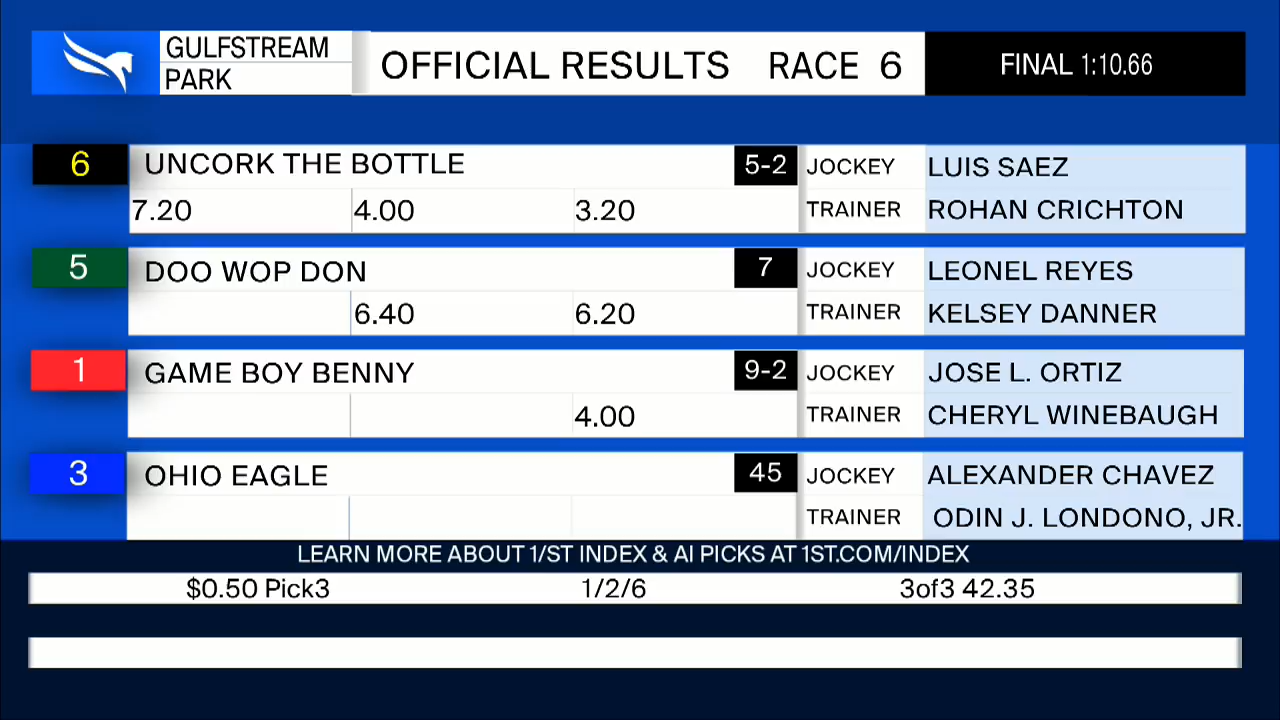 GULFSTREAM
PARK
OFFICIAL RESULTS RACE 6
FINAL 1:10.66
6 UNCORK THE BOTTLE 5-2 JOCKEY LUIS SAEZ
7.20 4.00 3.20 TRAINER ROHAN CRICHTON
5 DOO WOP DON 7 JOCKEY LEONEL REYES
6.40 6.20 TRAINER KELSEY DANNER
1 GAME BOY BENNY 9-2 JOCKEY JOSE L. ORTIZ
4.00 TRAINER CHERYL WINEBAUGH
3 OHIO EAGLE 45 JOCKEY ALEXANDER CHAVEZ
TRAINER ODIN J. LONDONO, JR.
LEARN MORE ABOUT 1/ST INDEX & AI PICKS AT 1ST.COM/INDEX
$0.50 Pick3 1/2/6 3of3 42.35